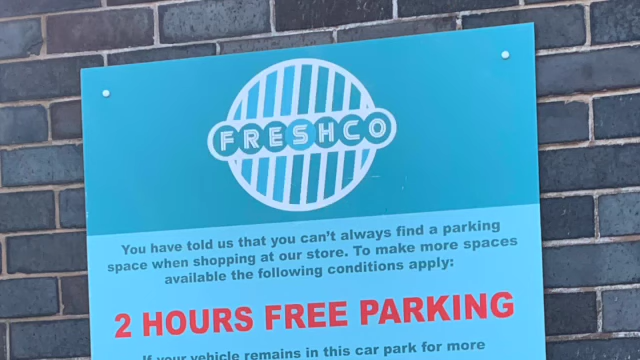 FRESHCO
You have told us that you can't always find a parking
space when shopping at our store. To make more spaces
available the following conditions apply:
2 HOURS FREE PARKING
If your vehicle remains in this car park for more